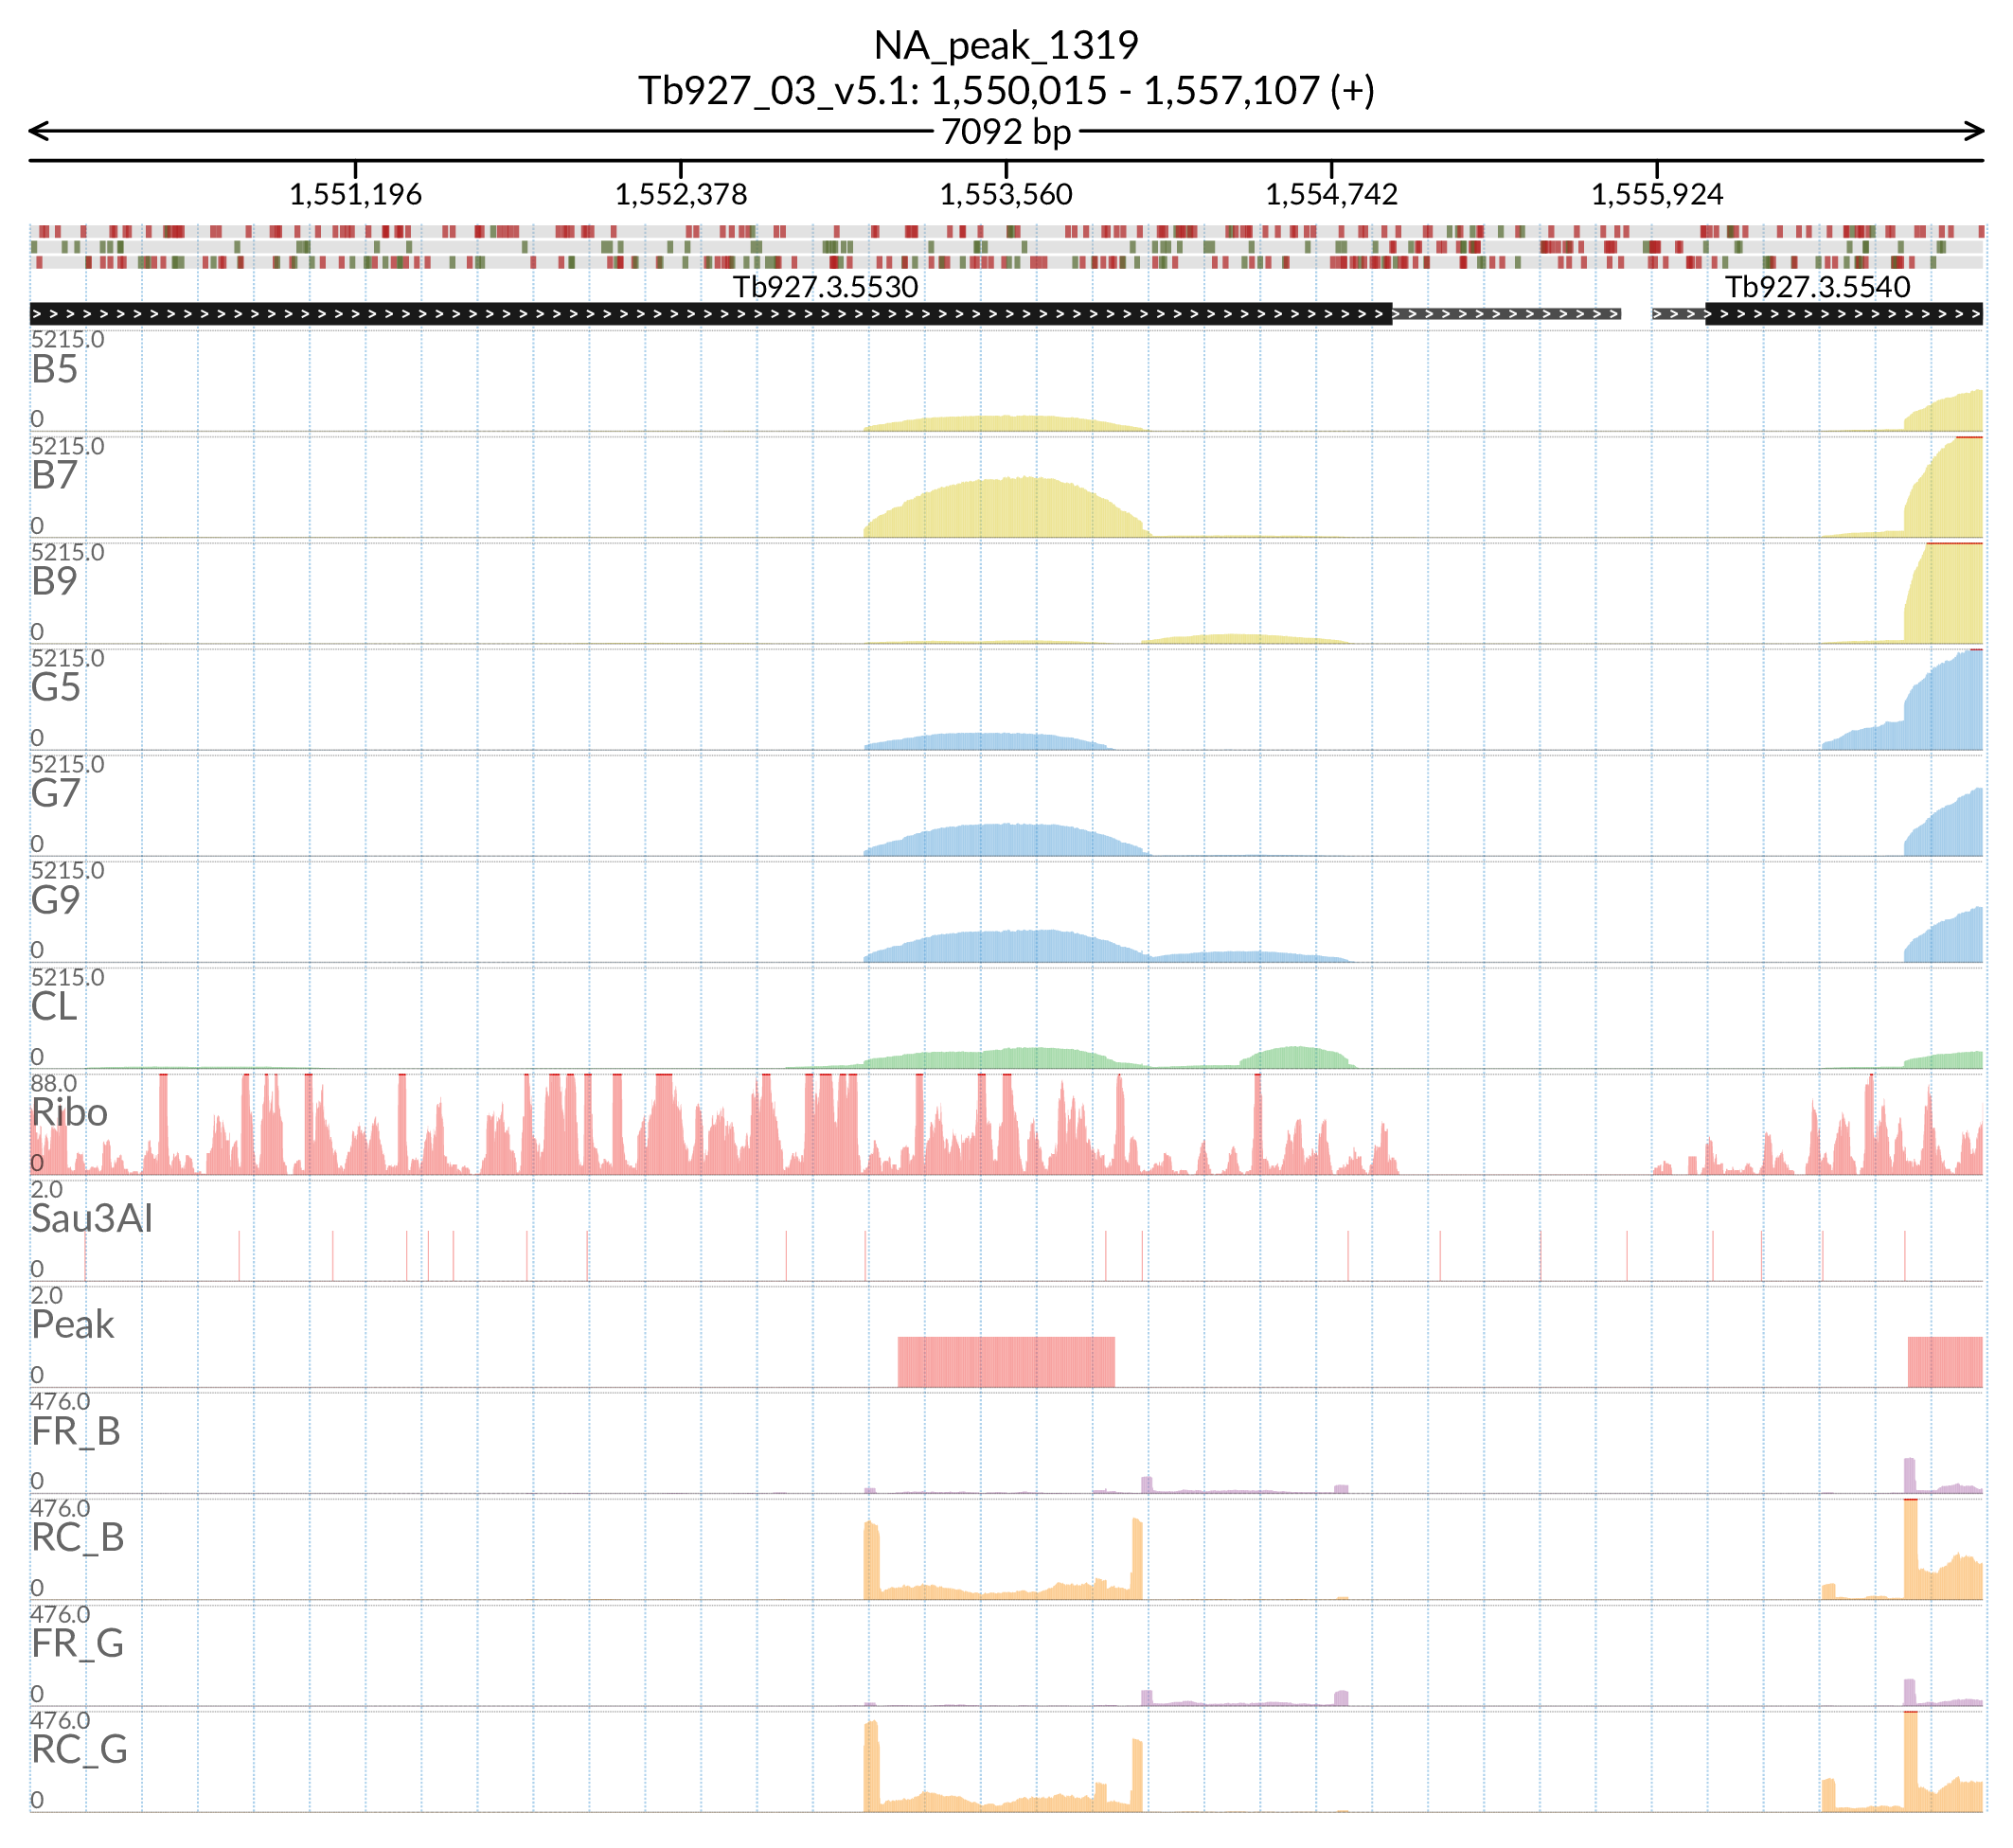 NA_peak_1319
Tb927_03_v5.1: 1,550,015 - 1,557,107 (+)
7092 bp
1,551,196 1,552,378 1,553,560 1,554,742 1,555,924
Tb927.3.5530 Tb927.3.5540
5215.0
B5
0
5215.0
B7
0
5215.0
B9
0
5215.0
G5
0
5215.0
G7
0
5215.0
G9
0
5215.0
CL
0
88.0
Ribo
0
2.0
Sau3AI
0
2.0
Peak
0
476.0
FR_B
0
476.0
RC_B
0
476.0
FR_G
0
476.0
RC_G
0